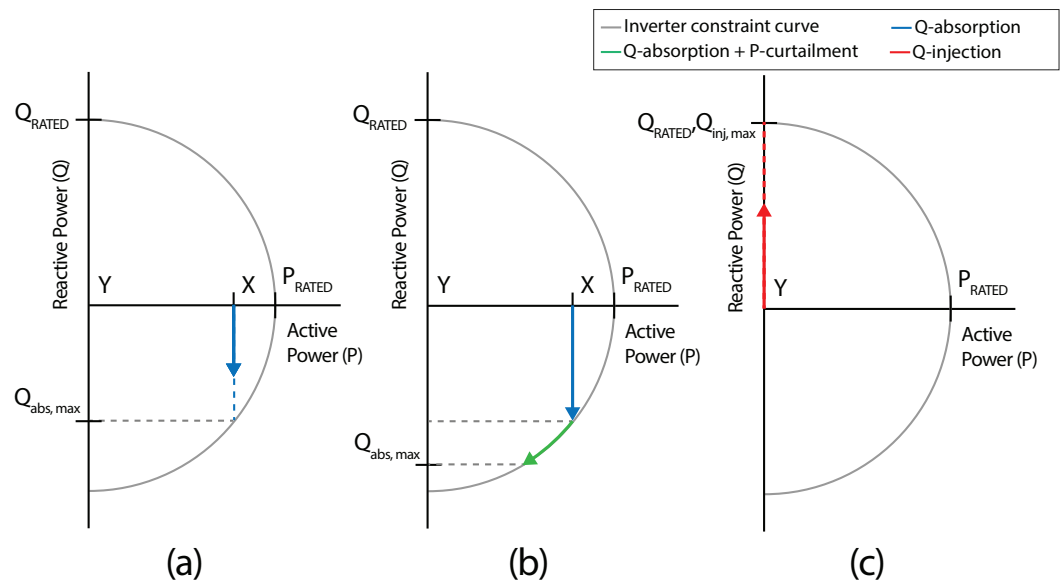 Inverter constraint curve
Q-absorption
Q-absorption + P-curtailment
Q-injection
Q_RATED
Reactive Power (Q)
Y
X
P_RATED
Active
Power (P)
Q_abs, max
(a)
Q_RATED
Reactive Power (Q)
Y
X
P_RATED
Active
Power (P)
Q_abs, max
(b)
Q_RATED,Q_inj, max
Reactive Power (Q)
Y
P_RATED
Active
Power (P)
(c)